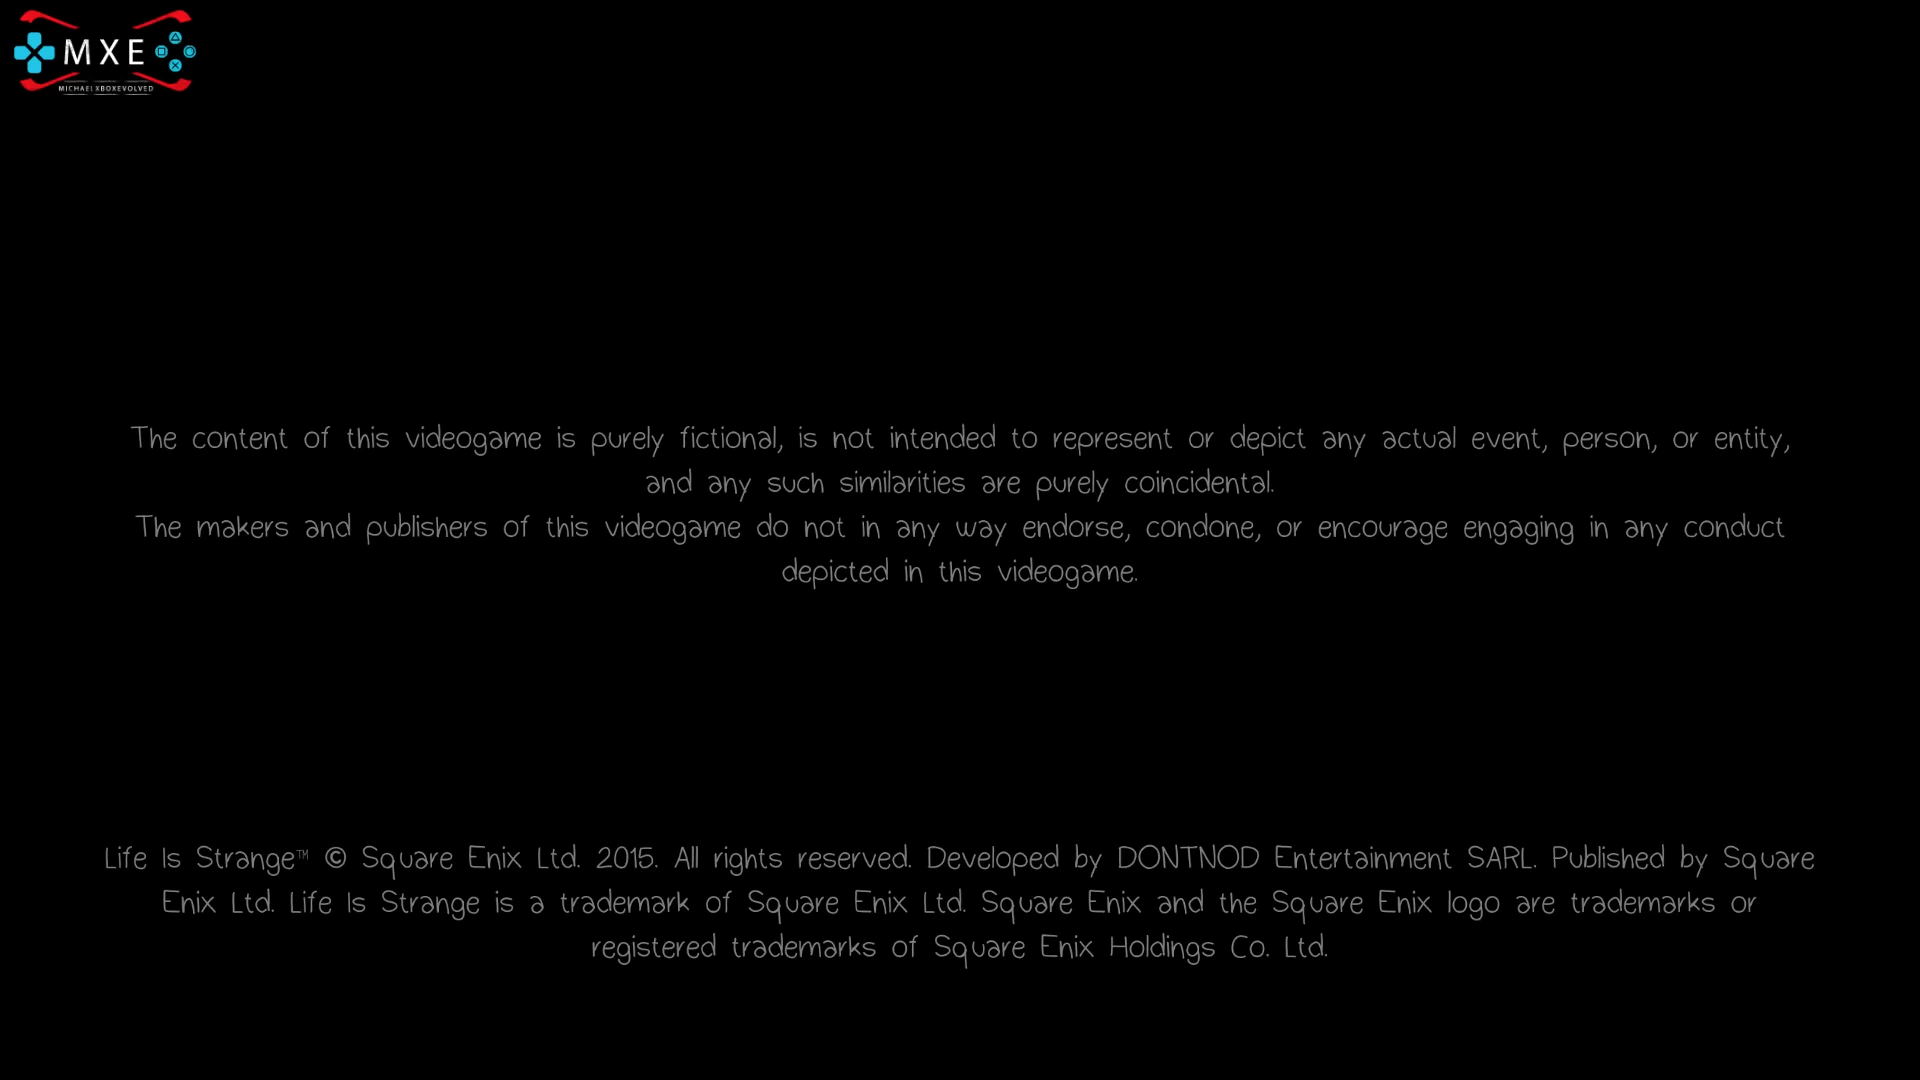 MXE
MICHAELXBOXEVOLVED
The content of this videogame is purely fictional, is not intended to represent or depict any actual event, person, or entity,
and any such similarities are purely coincidental.
The makers and publishers of this videogame do not in any way endorse, condone, or encourage engaging in any conduct
depicted in this videogame.
Life Is Strange™ © Square Enix Ltd. 2015. All rights reserved. Developed by DONTNOD Entertainment SARL. Published by Square
Enix Ltd. Life Is Strange is a trademark of Square Enix Ltd. Square Enix and the Square Enix logo are trademarks or
registered trademarks of Square Enix Holdings Co. Ltd.